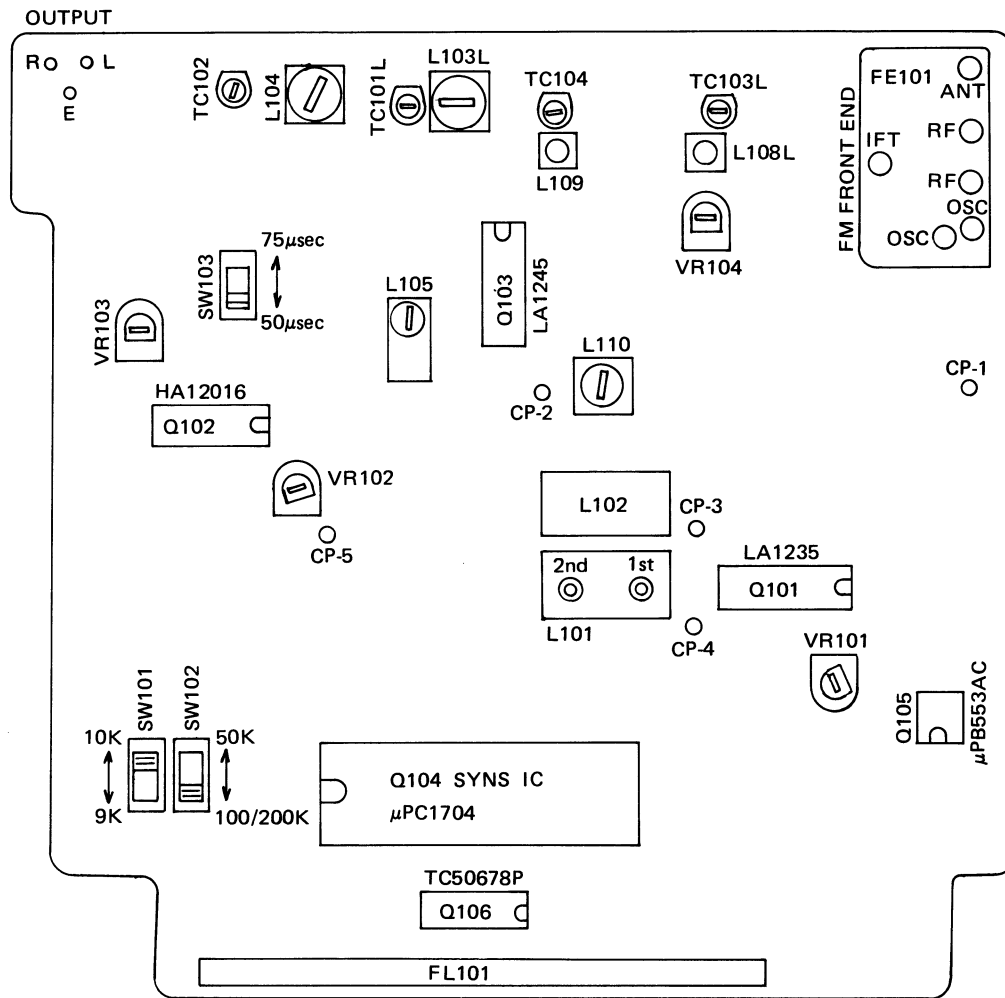 OUTPUT
R L
E
TC102
L104
TC101L
L103L
TC104
L109
TC103L
L108L
VR104
FM FRONT END
FE101
ANT
IFT
RF
RF
OSC
OSC
SW103
75µsec
50µsec
VR103
L105
Q103
LA1245
L110
CP-1
CP-2
HA12016
Q102
VR102
CP-5
L102
CP-3
2nd 1st
L101
CP-4
LA1235
Q101
VR101
Q105
µPB553AC
SW101
SW102
10K
9K
50K
100/200K
Q104 SYNS IC
µPC1704
TC50678P
Q106
FL101